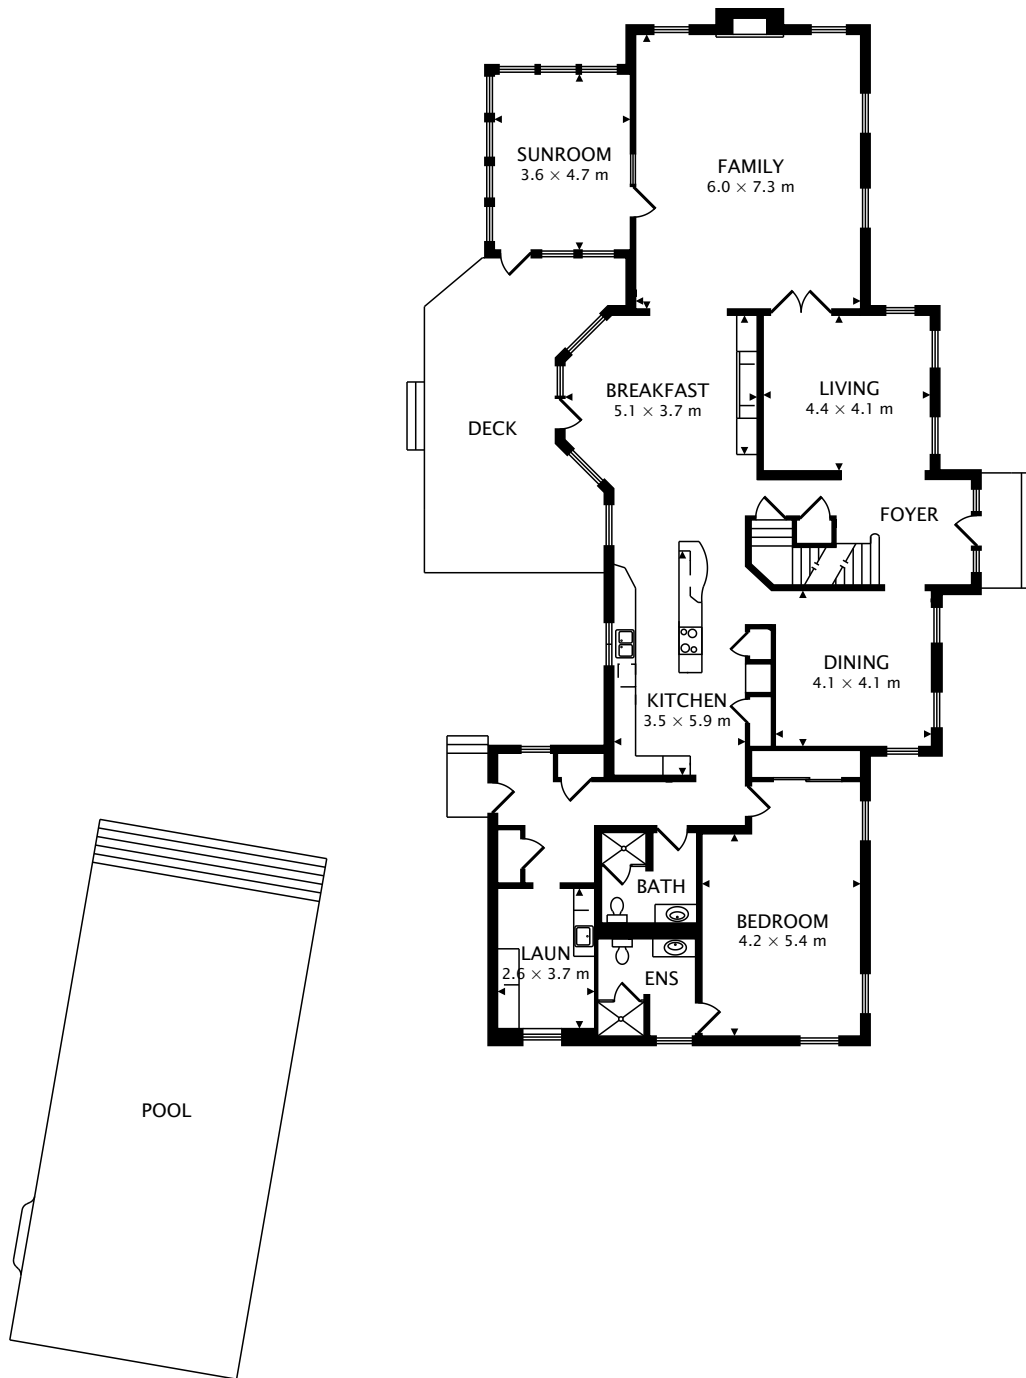 SUNROOM
3.6 × 4.7 m
FAMILY
6.0 × 7.3 m
BREAKFAST
5.1 × 3.7 m
LIVING
4.4 × 4.1 m
DECK
FOYER
DINING
4.1 × 4.1 m
KITCHEN
3.5 × 5.9 m
BATH
BEDROOM
4.2 × 5.4 m
LAUN
2.6 × 3.7 m
ENS
POOL